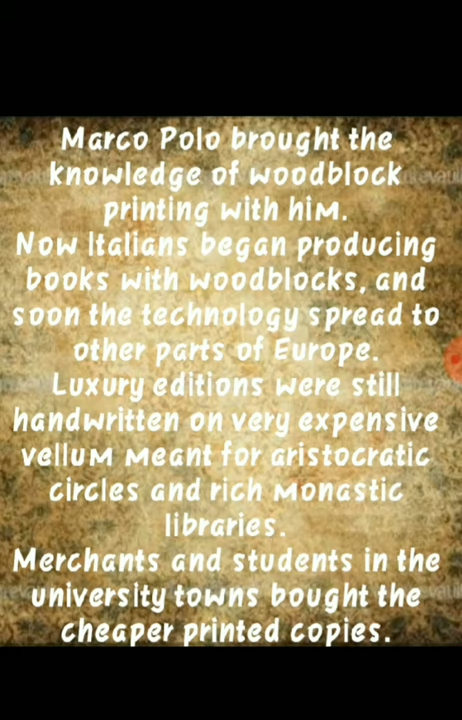 Marco Polo brought the
knowledge of woodblock
printing with him.
Now Italians began producing
books with woodblocks, and
soon the technology spread to
other parts of Europe.
Luxury editions were still
handwritten on very expensive
vellum meant for aristocratic
circles and rich monastic
libraries.
Merchants and students in the
university towns bought the
cheaper printed copies.